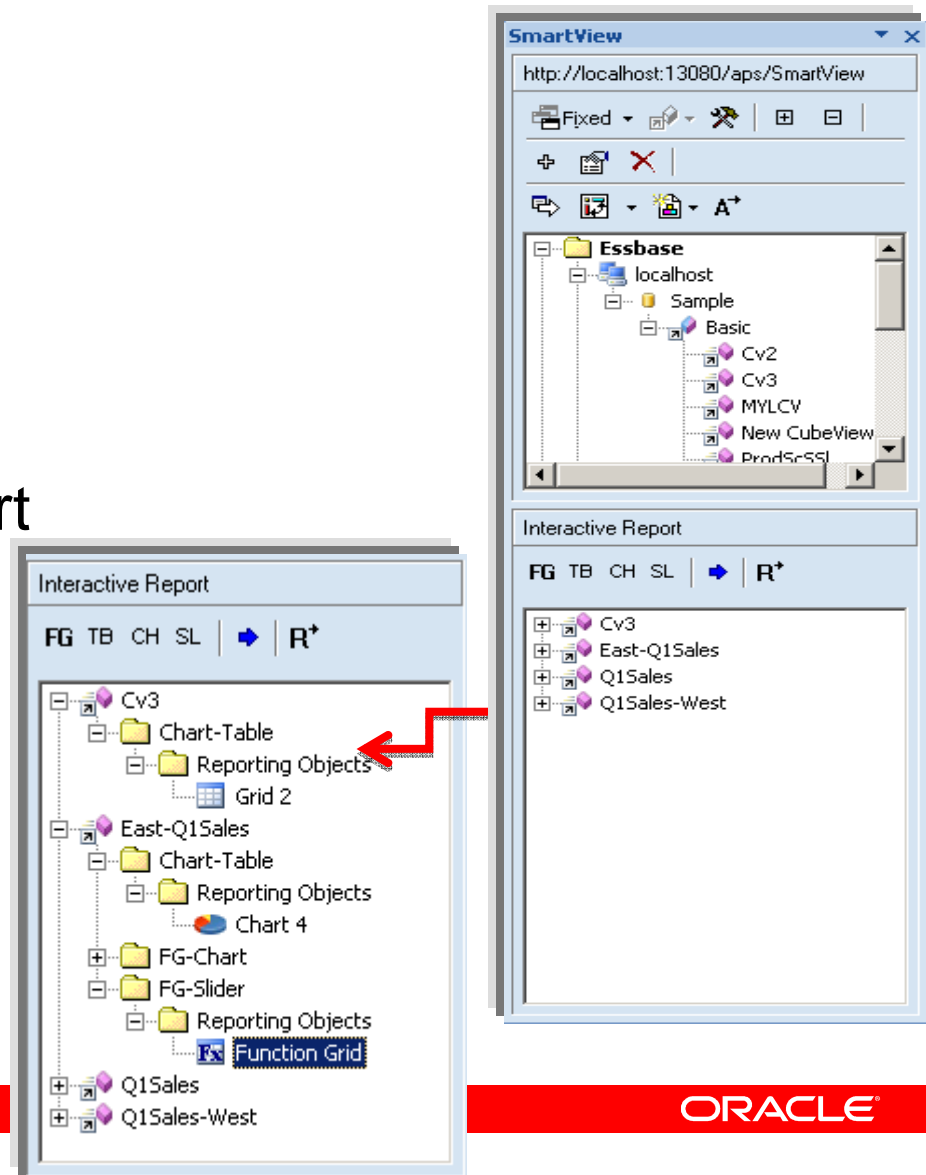 SmartView
http://localhost:13080/aps/SmartView
Fixed
A
Essbase
localhost
Sample
Basic
Cv2
Cv3
MYLCV
New CubeView
ProdScSSl
Interactive Report
FG TB CH SL R
Cv3
East-Q1Sales
Q1Sales
Q1Sales-West
rt
Interactive Report
FG TB CH SL R
Cv3
Chart-Table
Reporting Objects
Grid 2
East-Q1Sales
Chart-Table
Reporting Objects
Chart 4
FG-Chart
FG-Slider
Reporting Objects
Fx Function Grid
Q1Sales
Q1Sales-West
ORACLE